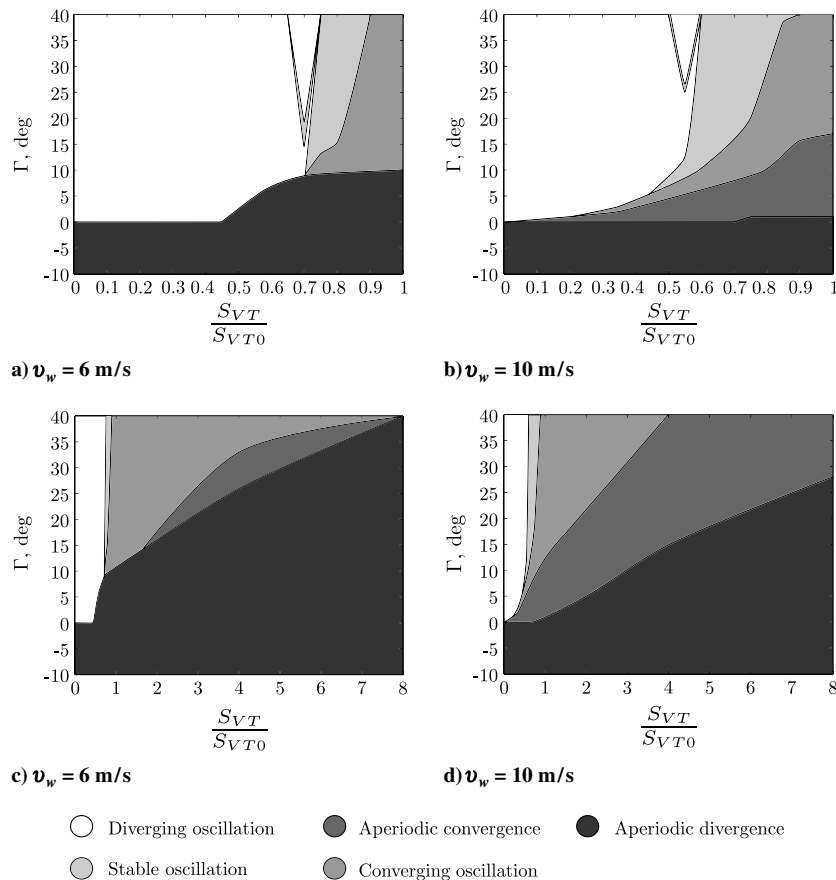 40
35
30
25
20
15
10
5
0
-5
-10
Γ, deg
0 0.1 0.2 0.3 0.4 0.5 0.6 0.7 0.8 0.9 1
S_VT
S_VT0
a) v_w = 6 m/s
40
35
30
25
20
15
10
5
0
-5
-10
Γ, deg
0 0.1 0.2 0.3 0.4 0.5 0.6 0.7 0.8 0.9 1
S_VT
S_VT0
b) v_w = 10 m/s
40
35
30
25
20
15
10
5
0
-5
-10
Γ, deg
0 1 2 3 4 5 6 7 8
S_VT
S_VT0
c) v_w = 6 m/s
40
35
30
25
20
15
10
5
0
-5
-10
Γ, deg
0 1 2 3 4 5 6 7 8
S_VT
S_VT0
d) v_w = 10 m/s
Diverging oscillation Aperiodic convergence Aperiodic divergence
Stable oscillation Converging oscillation